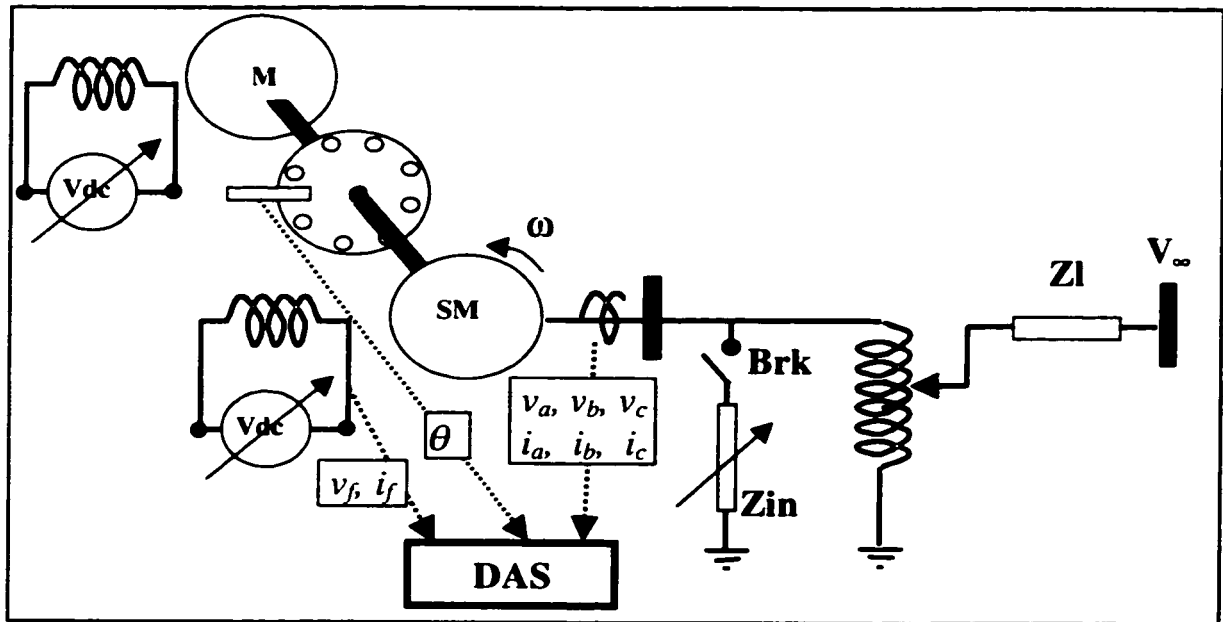 M
Vdc
ω
SM
Zl
V∞
Brk
Vdc
θ
va, vb, vc
ia, ib, ic
vf, if
Zin
DAS